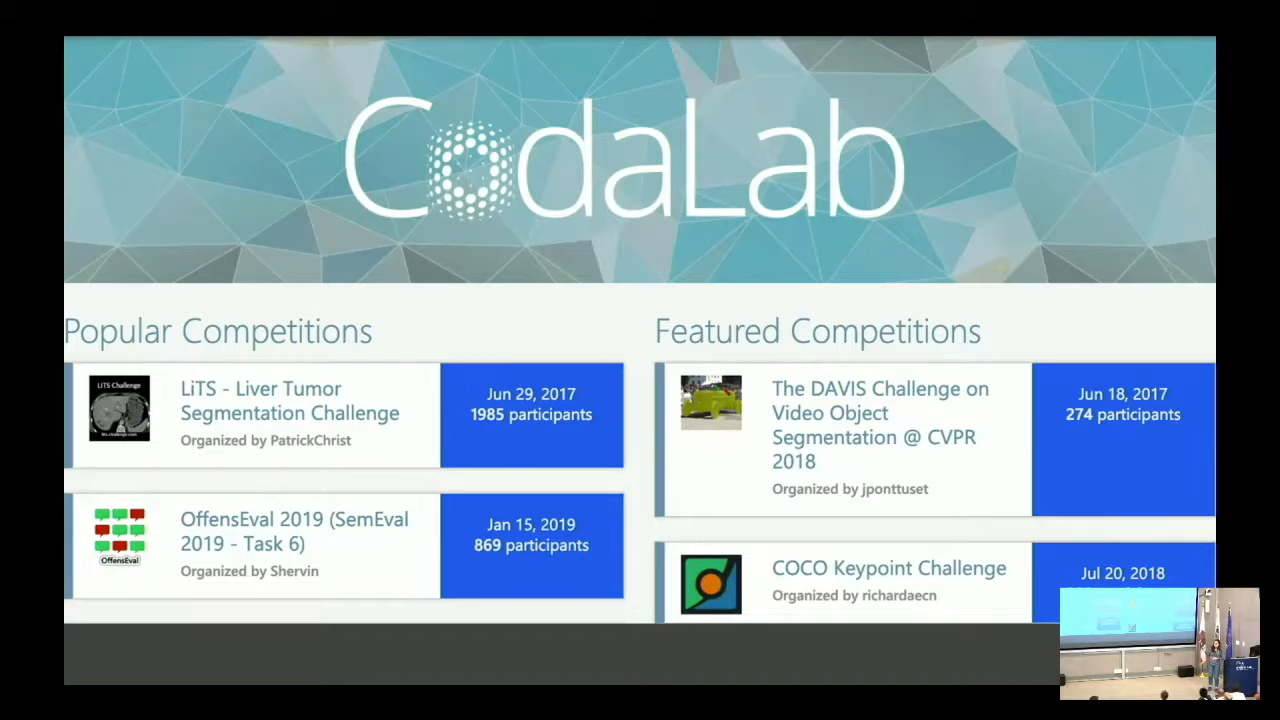 CodaLab
Popular Competitions
LiTS Challenge
LiTS - Liver Tumor
Segmentation Challenge
Organized by PatrickChrist
Jun 29, 2017
1985 participants
OffensEval
OffensEval 2019 (SemEval
2019 - Task 6)
Organized by Shervin
Jan 15, 2019
869 participants
Featured Competitions
The DAVIS Challenge on
Video Object
Segmentation @ CVPR
2018
Organized by jponttuset
Jun 18, 2017
274 participants
COCO Keypoint Challenge
Organized by richardaecn
Jul 20, 2018